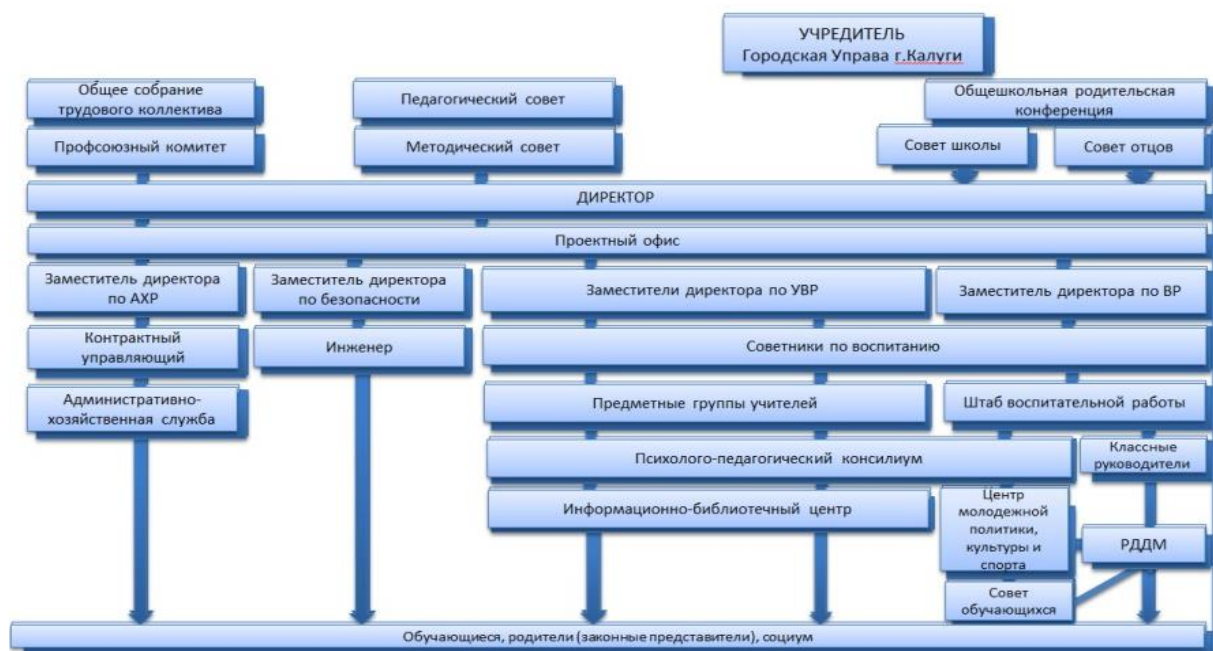 УЧРЕДИТЕЛЬ
Городская Управа г.Калуги
Общее собрание
трудового коллектива
Педагогический совет
Общешкольная родительская
конференция
Профсоюзный комитет
Методический совет
Совет школы
Совет отцов
ДИРЕКТОР
Проектный офис
Заместитель директора
по АХР
Заместитель директора
по безопасности
Заместители директора по УВР
Заместитель директора по ВР
Контрактный
управляющий
Инженер
Советники по воспитанию
Административно-
хозяйственная служба
Предметные группы учителей
Штаб воспитательной работы
Психолого-педагогический консилиум
Классные
руководители
Информационно-библиотечный центр
Центр
молодежной
политики,
культуры и
спорта
РДДМ
Совет
обучающихся
Обучающиеся, родители (законные представители), социум